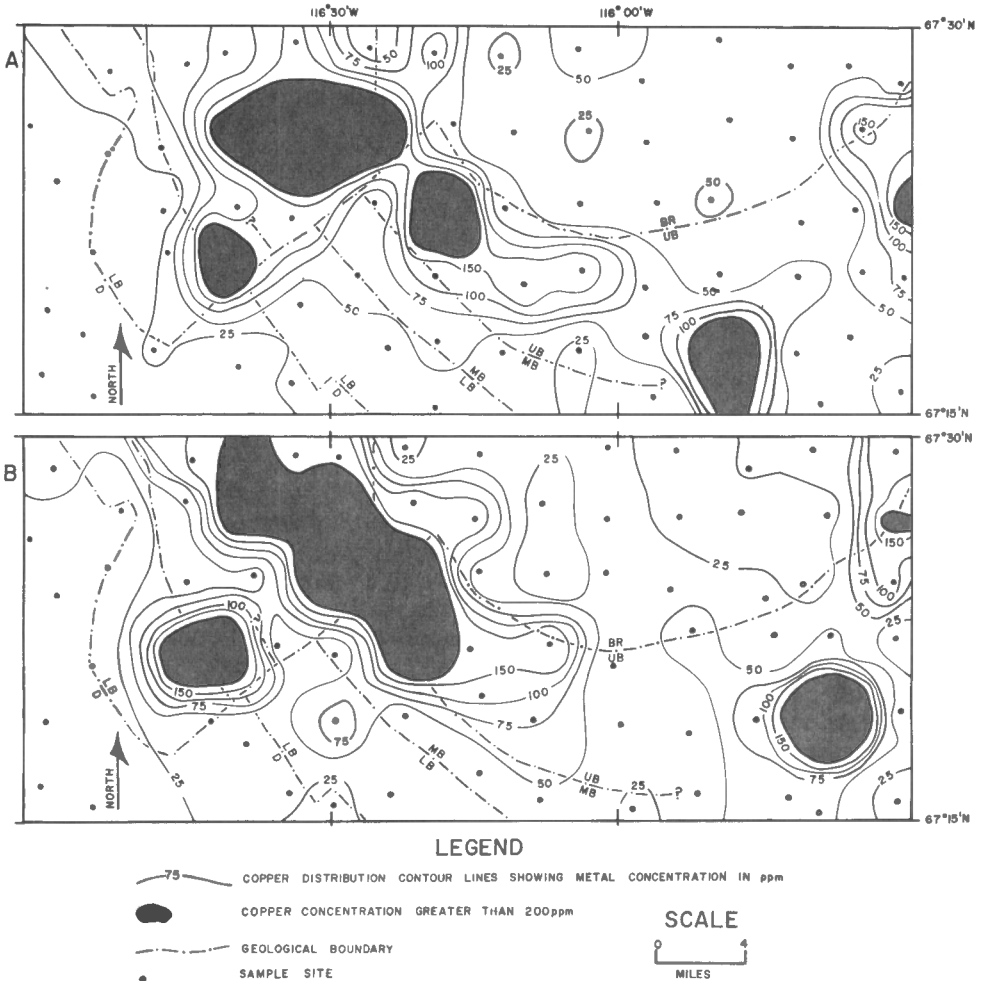 116°30'W 116°00'W
67°30'N
A
75 50 100 25 50
25
150
50
BR
UB
150
100
75
150
100
75
50
LB
D
50
25
75
100
50
25
UB
MB
MB
LB
LB
D
?
25
NORTH
67°15'N
67°30'N
B
25
25
150
25
75
100
50
25
100
?
BR
UB
LB
D
150
75
150
100
75
50
100
150
75
75
50
MB
LB
LB
D
UB
MB
25
25
25
25
?
NORTH
67°15'N
LEGEND
75 COPPER DISTRIBUTION CONTOUR LINES SHOWING METAL CONCENTRATION IN ppm
COPPER CONCENTRATION GREATER THAN 200ppm
GEOLOGICAL BOUNDARY
SAMPLE SITE
SCALE
0 4
MILES